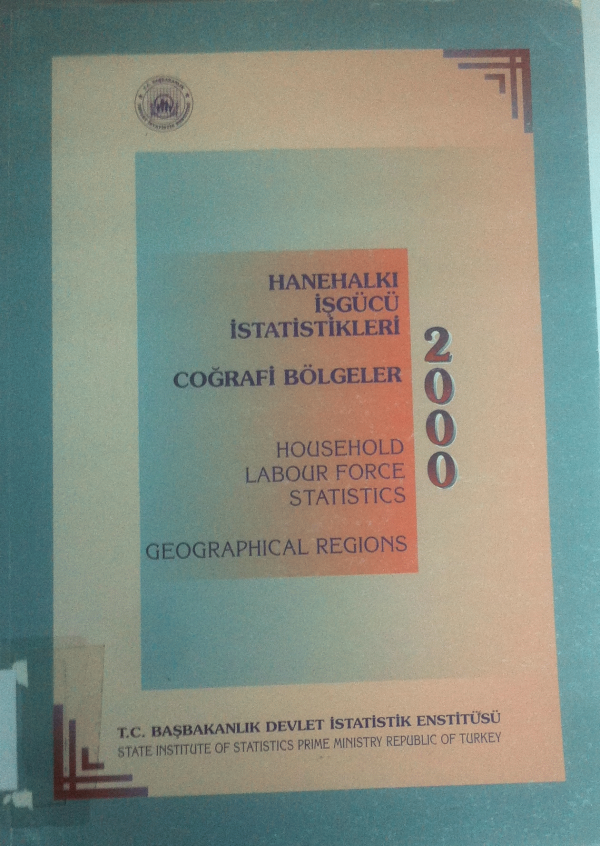 HANEHALKI
İŞGÜCÜ
İSTATİSTİKLERİ
COĞRAFİ BÖLGELER
2000
HOUSEHOLD
LABOUR FORCE
STATISTICS
GEOGRAPHICAL REGIONS
T.C. BAŞBAKANLIK DEVLET İSTATİSTİK ENSTİTÜSÜ
STATE INSTITUTE OF STATISTICS PRIME MINISTRY REPUBLIC OF TURKEY